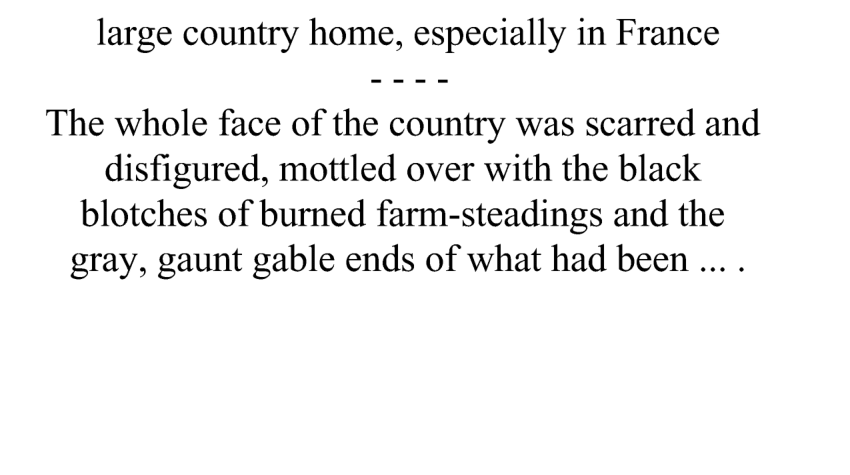 large country home, especially in France
- - - -
The whole face of the country was scarred and
disfigured, mottled over with the black
blotches of burned farm-steadings and the
gray, gaunt gable ends of what had been ... .